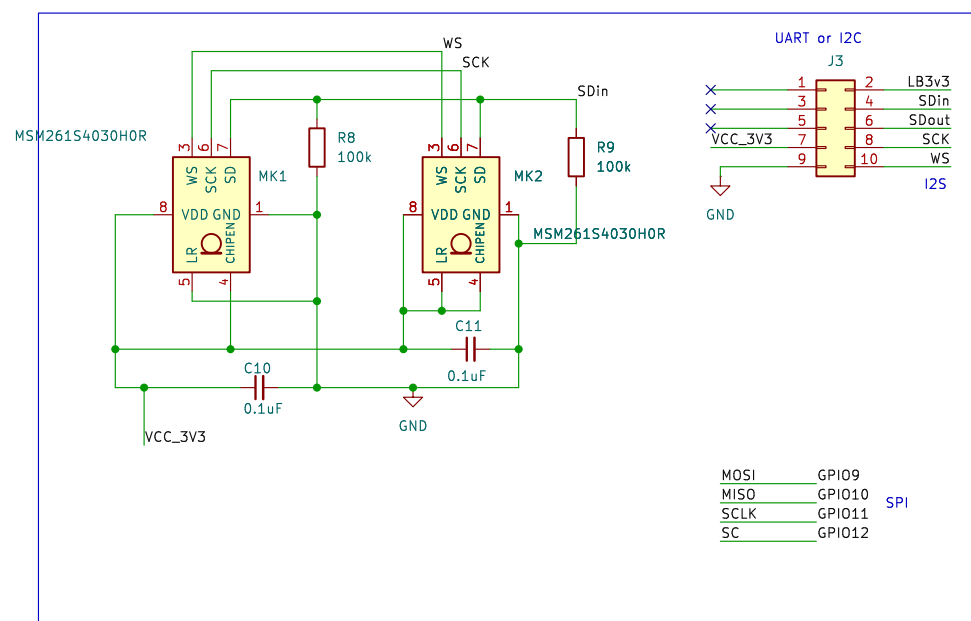 WS
SCK
SDin
MSM261S4030H0R
R8
100k
R9
100k
3
6
7
WS
SCK
SD
MK1
8
VDD
GND
1
LR
CHIPEN
5
4
3
6
7
WS
SCK
SD
MK2
8
VDD
GND
1
MSM261S4030H0R
LR
CHIPEN
5
4
C11
0.1uF
C10
0.1uF
GND
VCC_3V3
UART or I2C
J3
1
2
LB3v3
3
4
SDin
5
6
SDout
VCC_3V3
7
8
SCK
9
10
WS
I2S
GND
MOSI
GPIO9
MISO
GPIO10
SPI
SCLK
GPIO11
SC
GPIO12